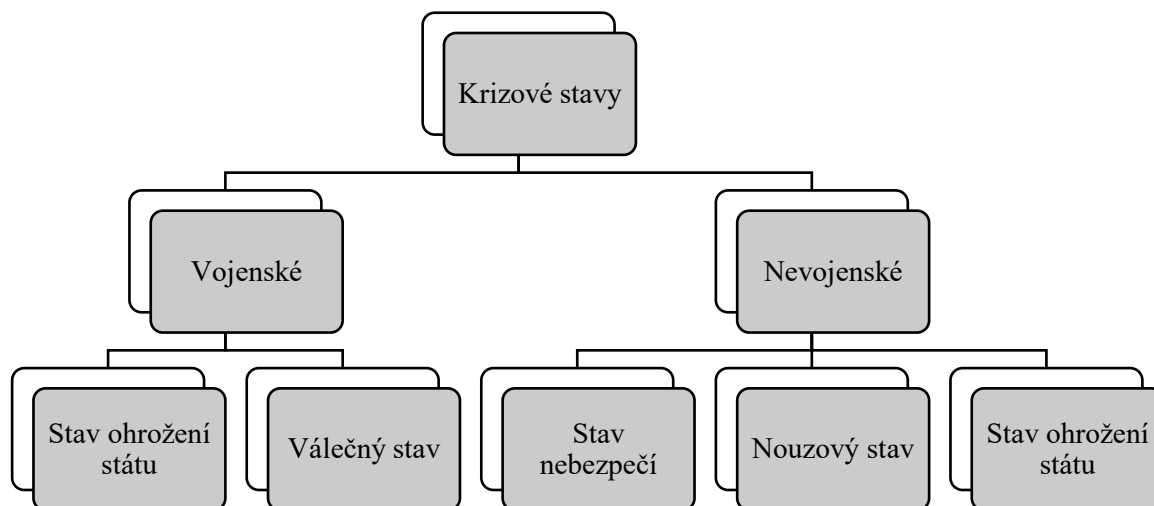 Krizové stavy
Vojenské
Nevojenské
Stav ohrožení
státu
Válečný stav
Stav
nebezpečí
Nouzový stav
Stav ohrožení
státu